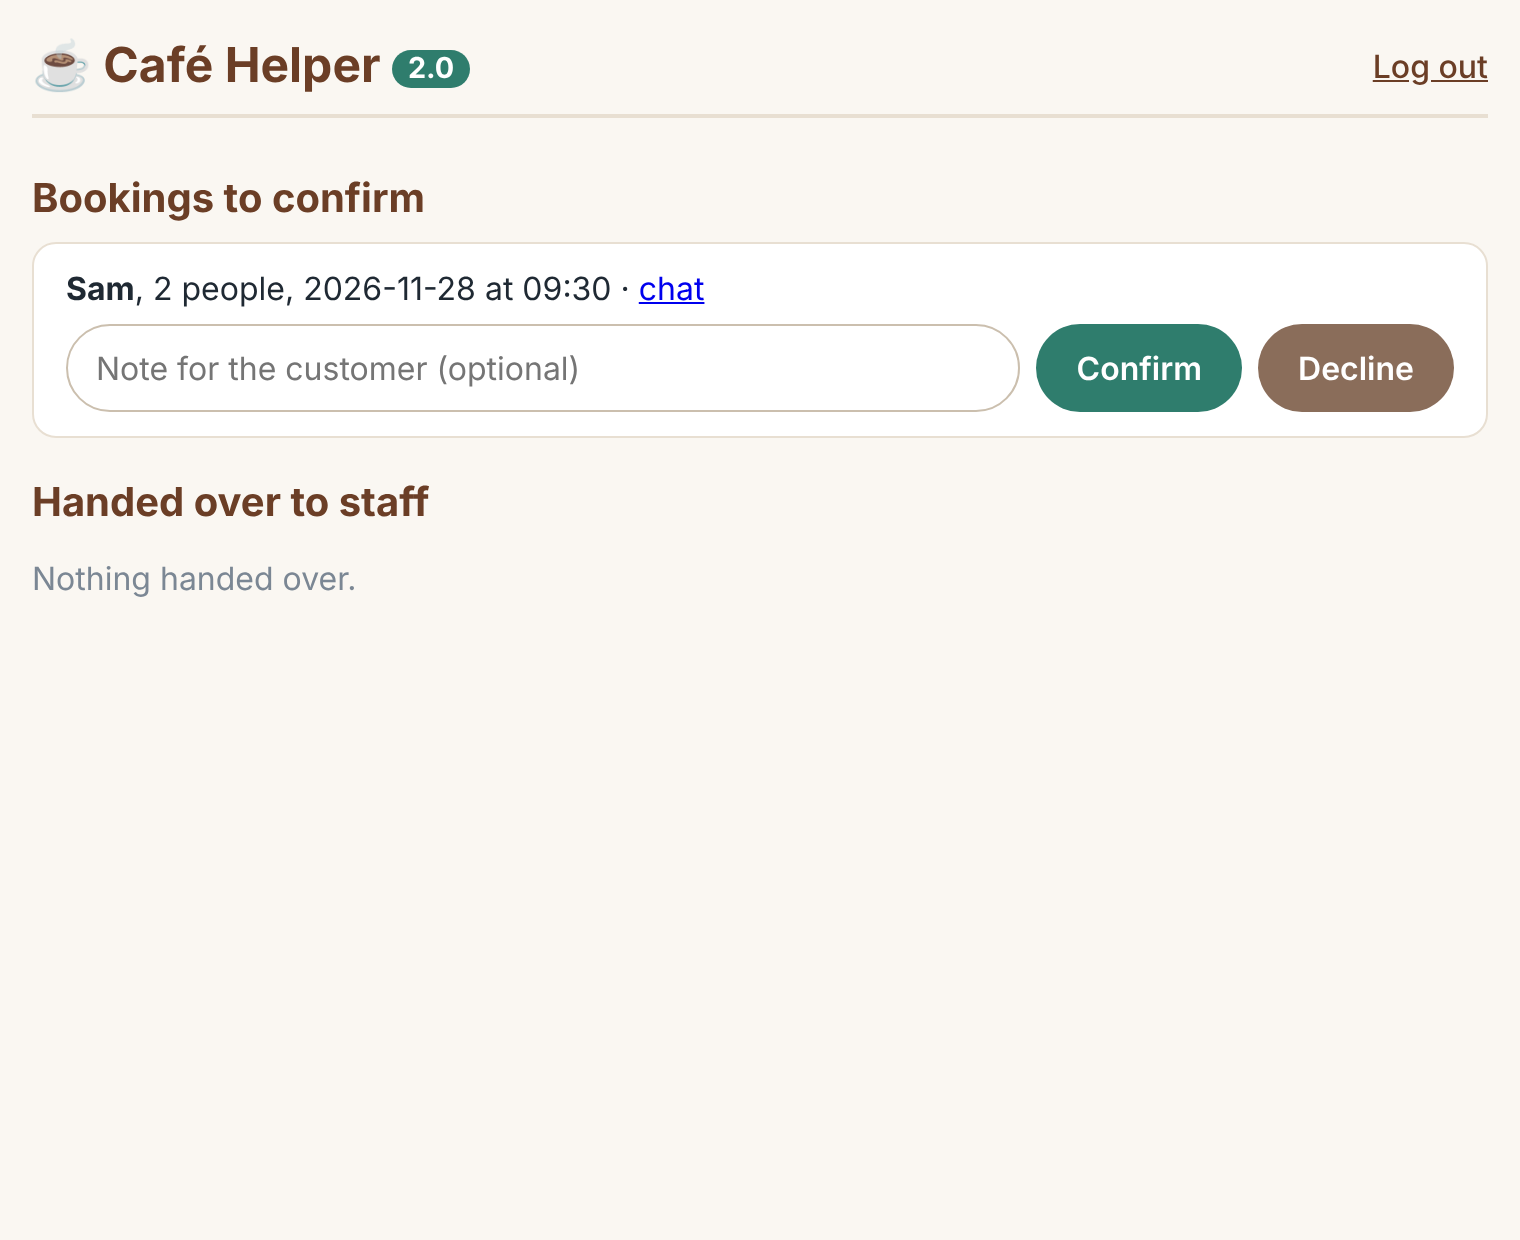 Café Helper 2.0
Log out
Bookings to confirm
Sam, 2 people, 2026-11-28 at 09:30 · chat
Note for the customer (optional)
Confirm
Decline
Handed over to staff
Nothing handed over.